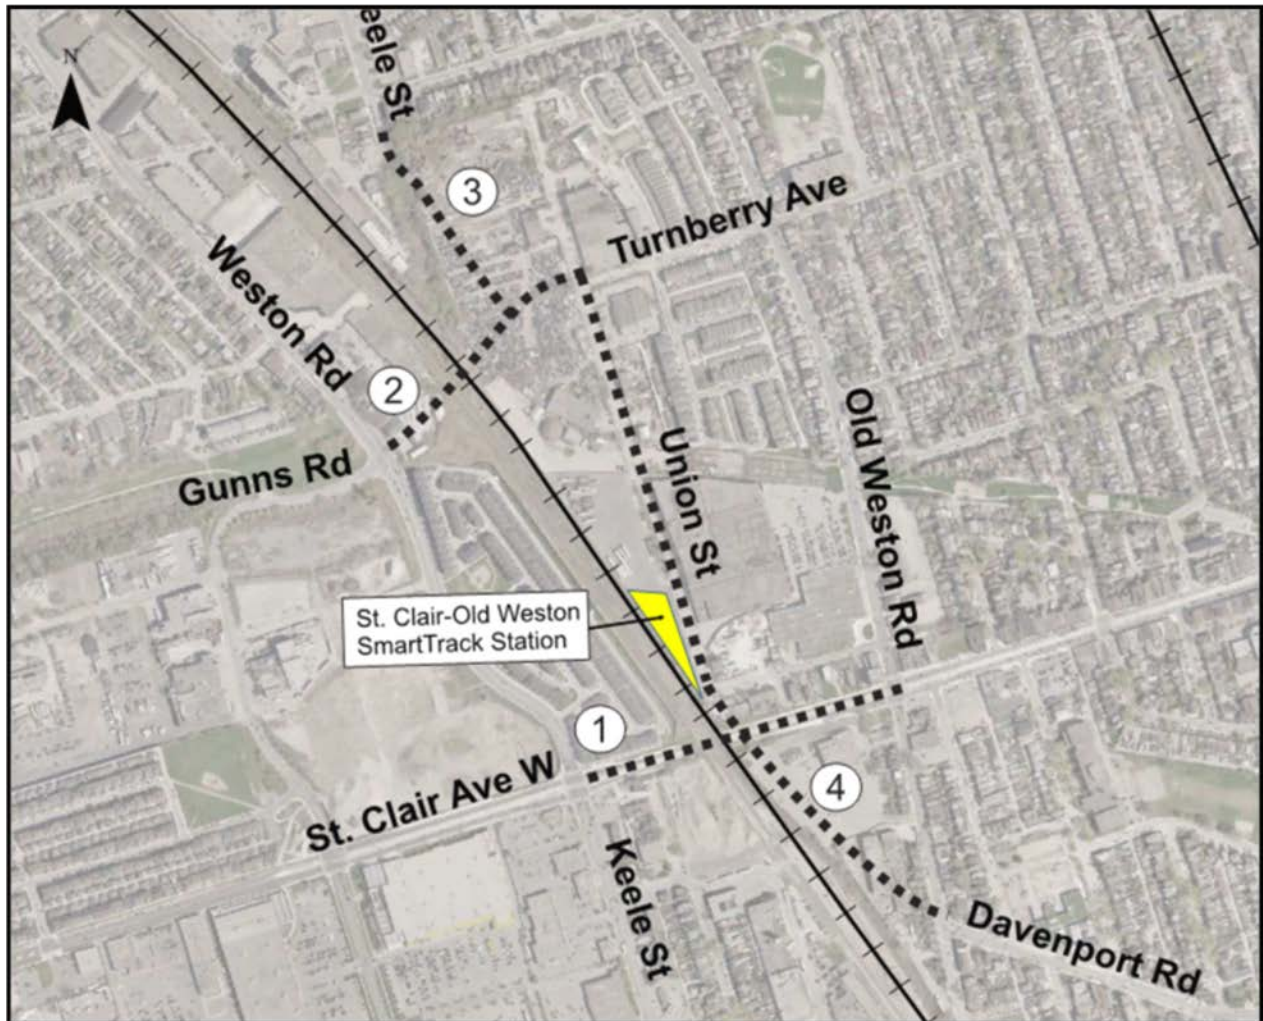 N
eele St
3
Turnberry Ave
Weston Rd
2
Gunns Rd
Union St
Old Weston Rd
St. Clair-Old Weston
SmartTrack Station
1
St. Clair Ave W
4
Keele St
Davenport Rd